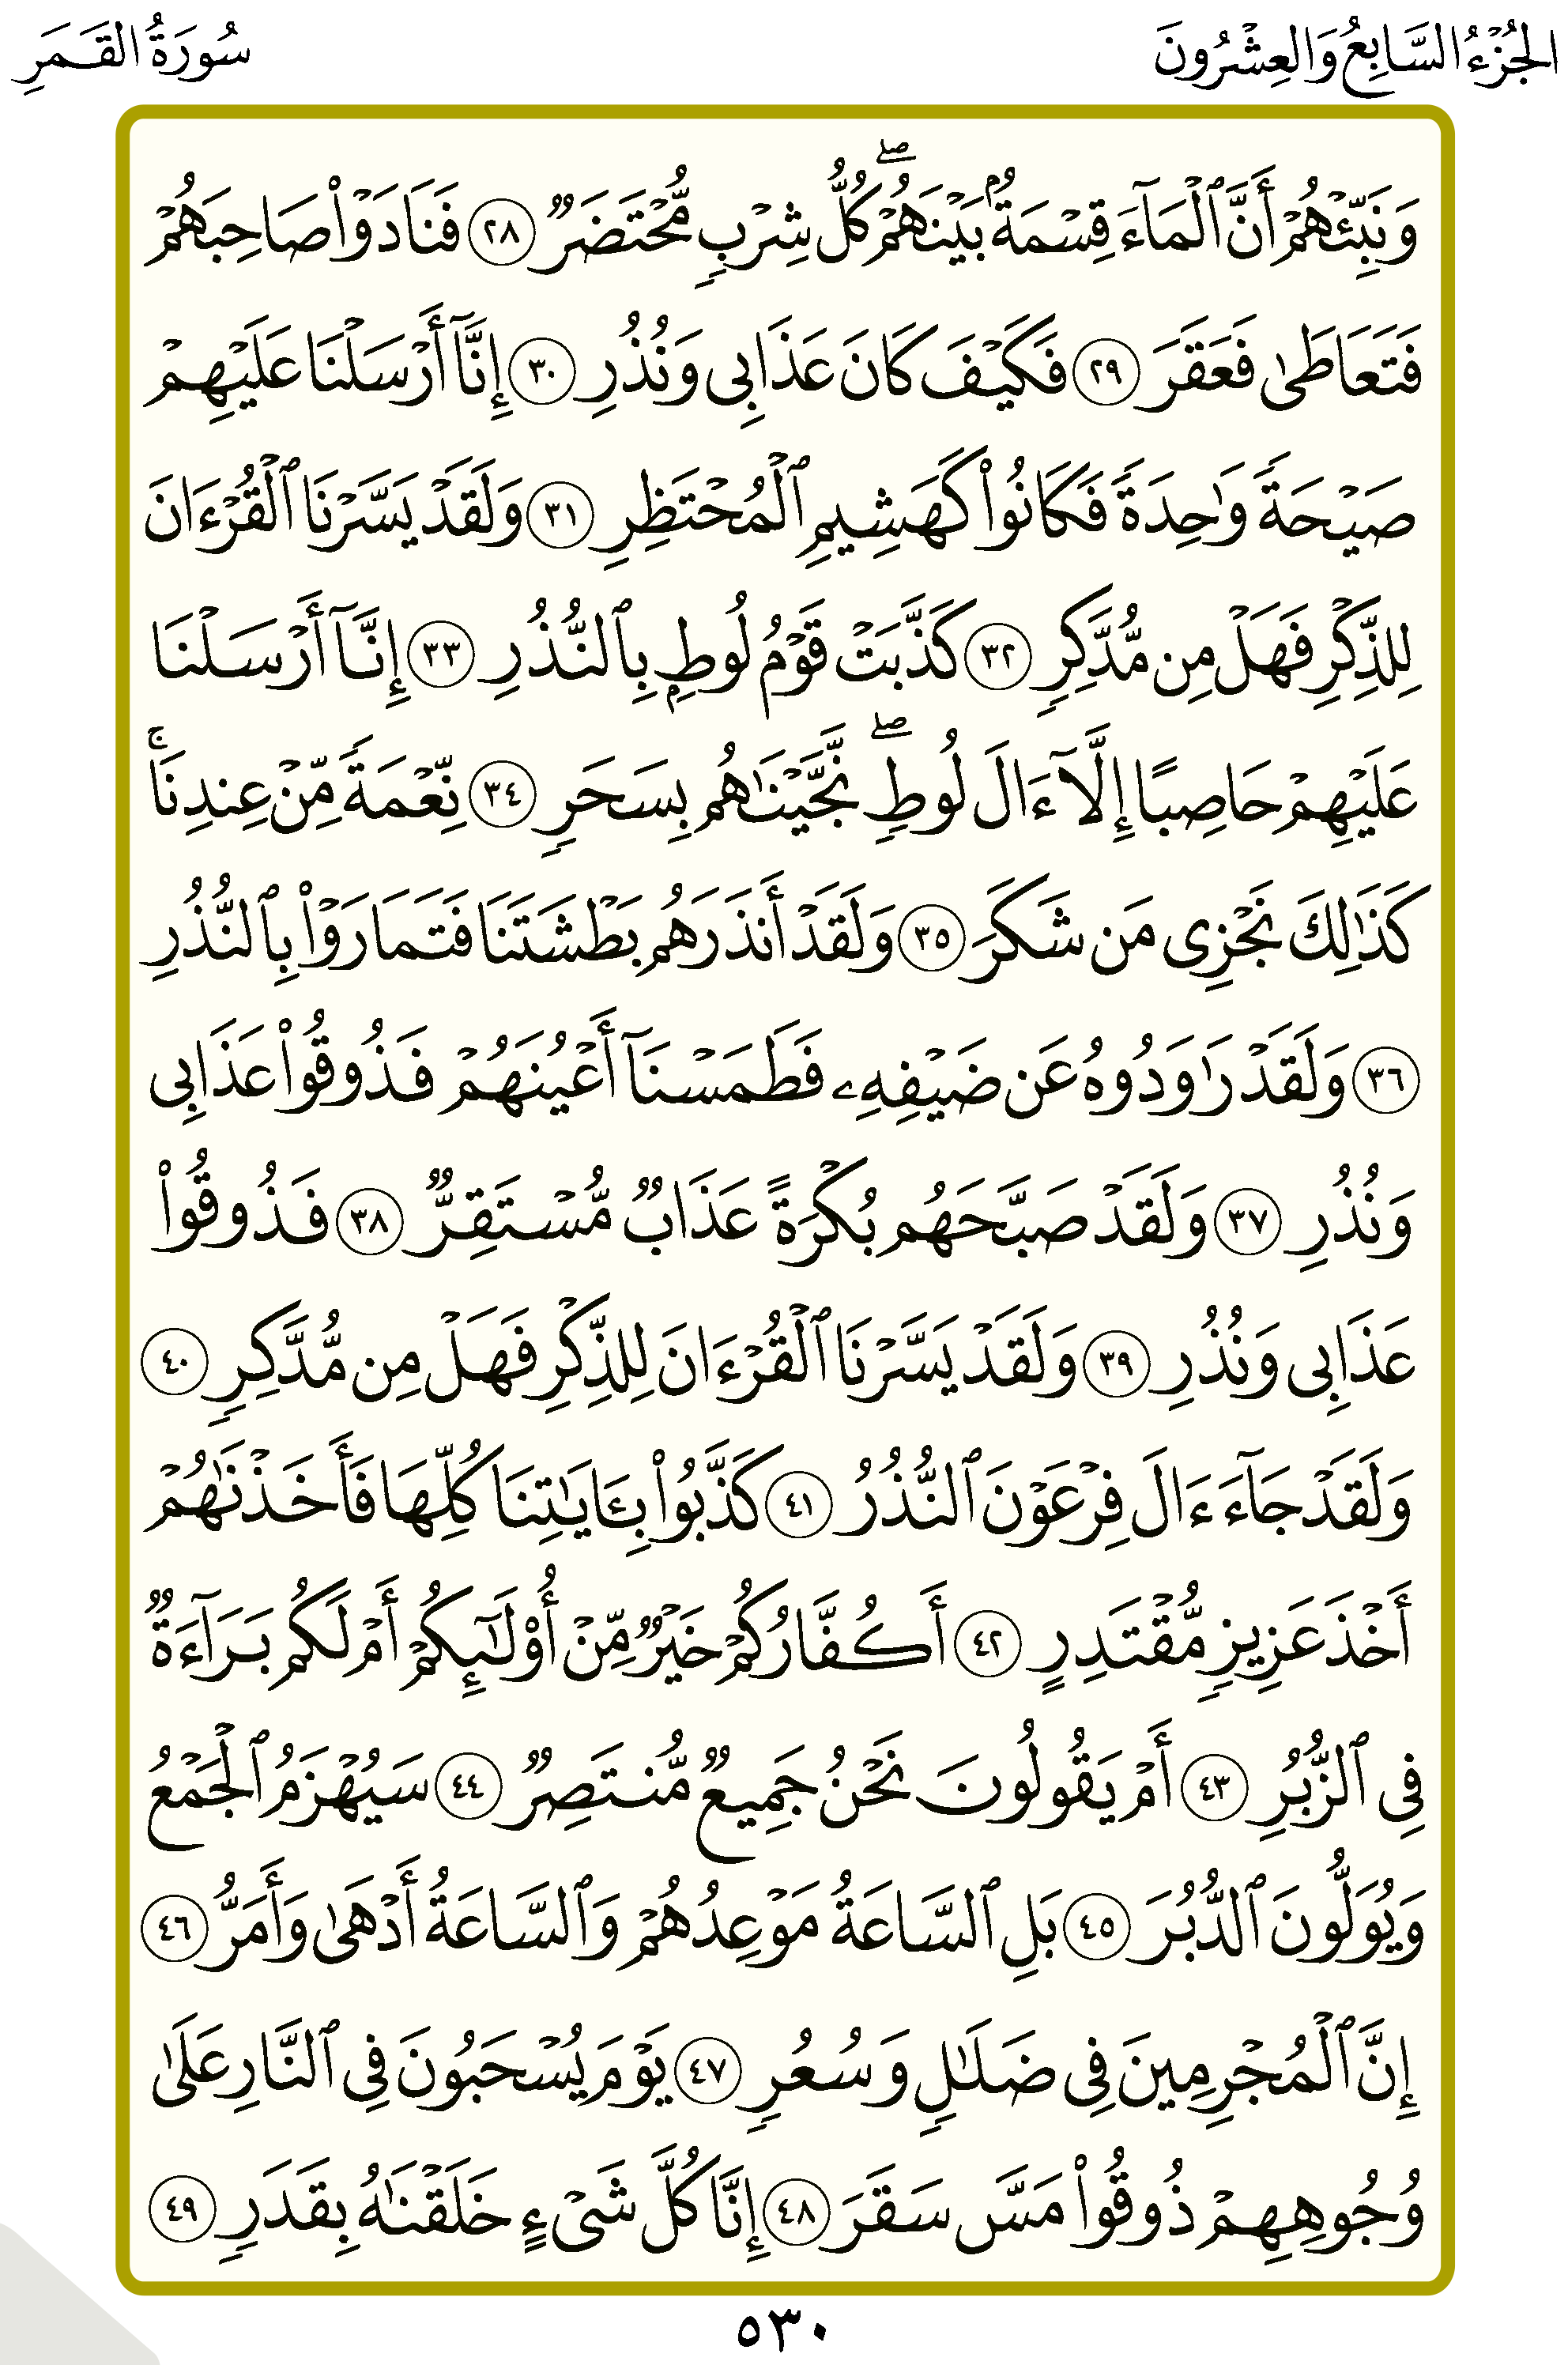 الجُزْءُ السَّابِعُ وَالعِشْرُونَ
سُورَةُ القَمَرِ
وَنَبِّئْهُمْ أَنَّ ٱلْمَآءَ قِسْمَةٌۢ بَيْنَهُمْۖ كُلُّ شِرْبٍ مُّحْتَضَرٌ ٢٨ فَنَادَوْا۟ صَاحِبَهُمْ
فَتَعَاطَىٰ فَعَقَرَ ٢٩ فَكَيْفَ كَانَ عَذَابِى وَنُذُرِ ٣٠ إِنَّآ أَرْسَلْنَا عَلَيْهِمْ
صَيْحَةً وَٰحِدَةً فَكَانُوا۟ كَهَشِيمِ ٱلْمُحْتَظِرِ ٣١ وَلَقَدْ يَسَّرْنَا ٱلْقُرْءَانَ
لِلذِّكْرِ فَهَلْ مِن مُّدَّكِرٍ ٣٢ كَذَّبَتْ قَوْمُ لُوطٍۭ بِٱلنُّذُرِ ٣٣ إِنَّآ أَرْسَلْنَا
عَلَيْهِمْ حَاصِبًا إِلَّآ ءَالَ لُوطٍۖ نَّجَّيْنَٰهُم بِسَحَرٍ ٣٤ نِّعْمَةً مِّنْ عِندِنَاۚ
كَذَٰلِكَ نَجْزِى مَن شَكَرَ ٣٥ وَلَقَدْ أَنذَرَهُم بَطْشَتَنَا فَتَمَارَوْا۟ بِٱلنُّذُرِ
٣٦ وَلَقَدْ رَٰوَدُوهُ عَن ضَيْفِهِۦ فَطَمَسْنَآ أَعْيُنَهُمْ فَذُوقُوا۟ عَذَابِى
وَنُذُرِ ٣٧ وَلَقَدْ صَبَّحَهُم بُكْرَةً عَذَابٌ مُّسْتَقِرٌّ ٣٨ فَذُوقُوا۟
عَذَابِى وَنُذُرِ ٣٩ وَلَقَدْ يَسَّرْنَا ٱلْقُرْءَانَ لِلذِّكْرِ فَهَلْ مِن مُّدَّكِرٍ ٤٠
وَلَقَدْ جَآءَ ءَالَ فِرْعَوْنَ ٱلنُّذُرُ ٤١ كَذَّبُوا۟ بِـَٔايَٰتِنَا كُلِّهَا فَأَخَذْنَٰهُمْ
أَخْذَ عَزِيزٍ مُّقْتَدِرٍ ٤٢ أَكُفَّارُكُمْ خَيْرٌ مِّنْ أُو۟لَٰٓئِكُمْ أَمْ لَكُم بَرَآءَةٌ
فِى ٱلزُّبُرِ ٤٣ أَمْ يَقُولُونَ نَحْنُ جَمِيعٌ مُّنتَصِرٌ ٤٤ سَيُهْزَمُ ٱلْجَمْعُ
وَيُوَلُّونَ ٱلدُّبُرَ ٤٥ بَلِ ٱلسَّاعَةُ مَوْعِدُهُمْ وَٱلسَّاعَةُ أَدْهَىٰ وَأَمَرُّ ٤٦
إِنَّ ٱلْمُجْرِمِينَ فِى ضَلَٰلٍ وَسُعُرٍ ٤٧ يَوْمَ يُسْحَبُونَ فِى ٱلنَّارِ عَلَىٰ
وُجُوهِهِمْ ذُوقُوا۟ مَسَّ سَقَرَ ٤٨ إِنَّا كُلَّ شَىْءٍ خَلَقْنَٰهُ بِقَدَرٍ ٤٩
٥٣٠